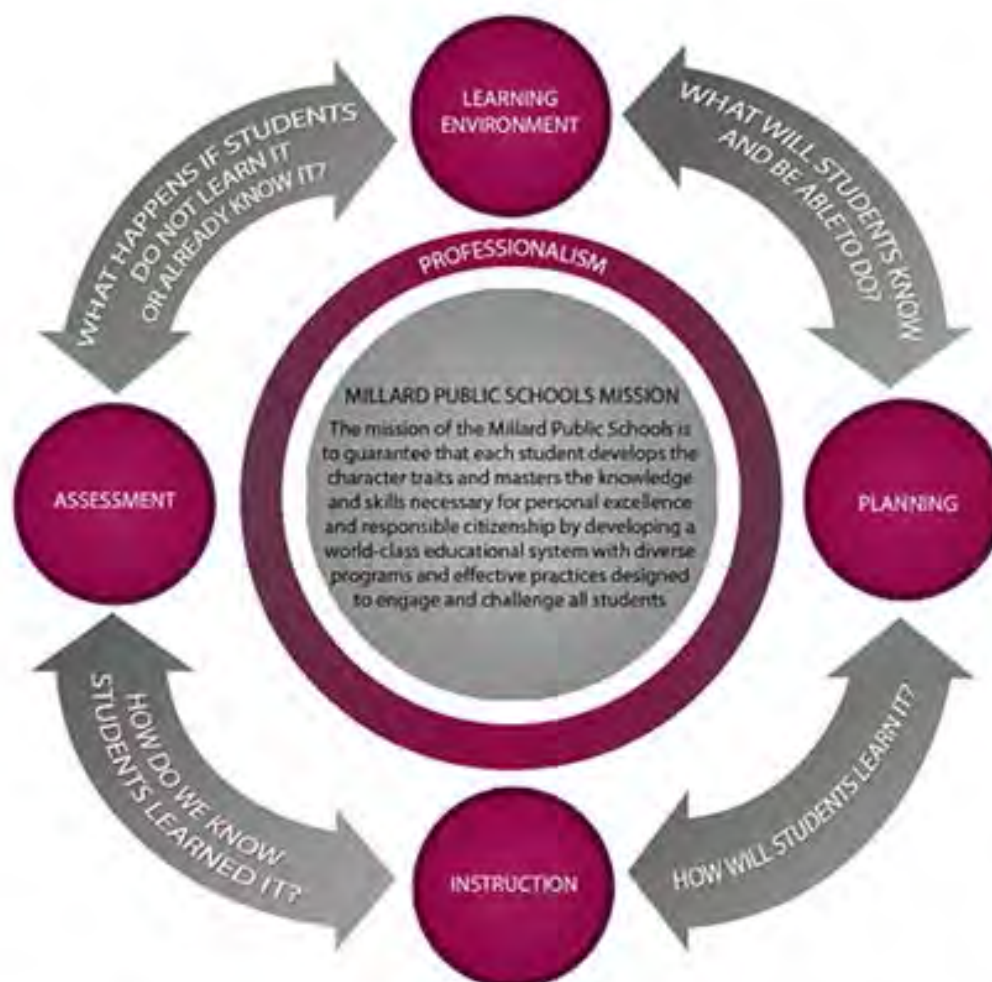 LEARNING
ENVIRONMENT
WHAT WILL STUDENTS KNOW
AND BE ABLE TO DO?
PLANNING
HOW WILL STUDENTS LEARN IT?
INSTRUCTION
HOW DO WE KNOW
STUDENTS LEARNED IT?
ASSESSMENT
WHAT HAPPENS IF STUDENTS
DO NOT LEARN IT
OR ALREADY KNOW IT?
PROFESSIONALISM
MILLARD PUBLIC SCHOOLS MISSION
The mission of the Millard Public Schools is
to guarantee that each student develops the
character traits and masters the knowledge
and skills necessary for personal excellence
and responsible citizenship by developing a
world-class educational system with diverse
programs and effective practices designed
to engage and challenge all students